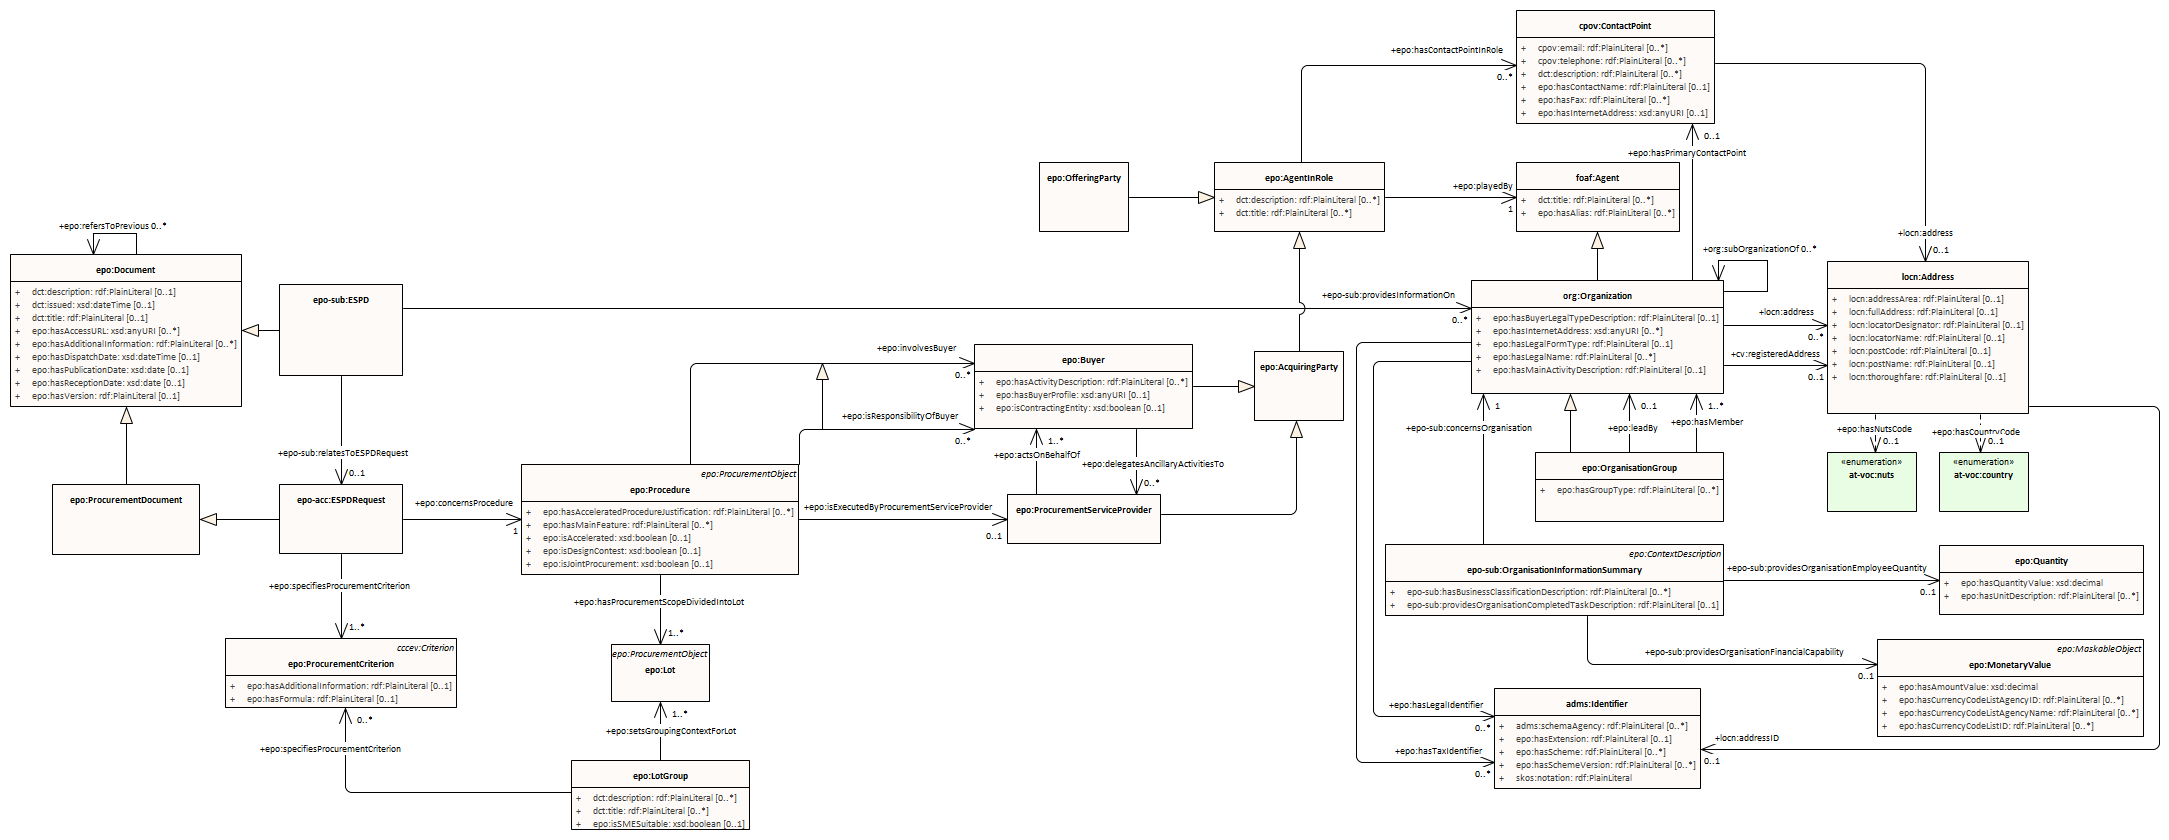 cpov:ContactPoint
+ cpov:email: rdf:PlainLiteral [0..*]
+ cpov:telephone: rdf:PlainLiteral [0..*]
+ dct:description: rdf:PlainLiteral [0..*]
+ epo:hasContactName: rdf:PlainLiteral [0..1]
+ epo:hasFax: rdf:PlainLiteral [0..*]
+ epo:hasInternetAddress: xsd:anyURI [0..1]
+epo:hasContactPointInRole
0..*
0..1
+epo:hasPrimaryContactPoint
epo:OfferingParty
epo:AgentInRole
+ dct:description: rdf:PlainLiteral [0..*]
+ dct:title: rdf:PlainLiteral [0..*]
+epo:playedBy
1
foaf:Agent
+ dct:title: rdf:PlainLiteral [0..*]
+ epo:hasAlias: rdf:PlainLiteral [0..*]
+locn:address
0..1
+org:subOrganizationOf 0..*
+epo:refersToPrevious 0..*
epo:Document
+ dct:description: rdf:PlainLiteral [0..1]
+ dct:issued: xsd:dateTime [0..1]
+ dct:title: rdf:PlainLiteral [0..1]
+ epo:hasAccessURL: xsd:anyURI [0..*]
+ epo:hasAdditionalInformation: rdf:PlainLiteral [0..*]
+ epo:hasDispatchDate: xsd:dateTime [0..1]
+ epo:hasPublicationDate: xsd:date [0..1]
+ epo:hasReceptionDate: xsd:date [0..1]
+ epo:hasVersion: rdf:PlainLiteral [0..1]
epo-sub:ESPD
+epo-sub:providesInformationOn
0..*
org:Organization
+ epo:hasBuyerLegalTypeDescription: rdf:PlainLiteral [0..1]
+ epo:hasInternetAddress: xsd:anyURI [0..*]
+ epo:hasLegalFormType: rdf:PlainLiteral [0..1]
+ epo:hasLegalName: rdf:PlainLiteral [0..*]
+ epo:hasMainActivityDescription: rdf:PlainLiteral [0..1]
+locn:address
0..*
+cv:registeredAddress
0..1
locn:Address
+ locn:addressArea: rdf:PlainLiteral [0..1]
+ locn:fullAddress: rdf:PlainLiteral [0..1]
+ locn:locatorDesignator: rdf:PlainLiteral [0..1]
+ locn:locatorName: rdf:PlainLiteral [0..1]
+ locn:postCode: rdf:PlainLiteral [0..1]
+ locn:postName: rdf:PlainLiteral [0..1]
+ locn:thoroughfare: rdf:PlainLiteral [0..1]
+epo:involvesBuyer
0..*
+epo:isResponsibilityOfBuyer
0..*
epo:Buyer
+ epo:hasActivityDescription: rdf:PlainLiteral [0..*]
+ epo:hasBuyerProfile: xsd:anyURI [0..1]
+ epo:isContractingEntity: xsd:boolean [0..1]
epo:AcquiringParty
1
+epo-sub:concernsOrganisation
0..1
+epo:leadBy
1..*
+epo:hasMember
+epo:hasNutsCode
0..1
+epo:hasCountryCode
0..1
«enumeration»
at-voc:nuts
«enumeration»
at-voc:country
1..*
+epo:actsOnBehalfOf
+epo:delegatesAncillaryActivitiesTo
0..*
+epo-sub:relatesToESPDRequest
0..1
epo:ProcurementDocument
epo-acc:ESPDRequest
+epo:concernsProcedure
1
epo:ProcurementObject
epo:Procedure
+ epo:hasAcceleratedProcedureJustification: rdf:PlainLiteral [0..*]
+ epo:hasMainFeature: rdf:PlainLiteral [0..*]
+ epo:isAccelerated: xsd:boolean [0..1]
+ epo:isDesignContest: xsd:boolean [0..1]
+ epo:isJointProcurement: xsd:boolean [0..1]
+epo:isExecutedByProcurementServiceProvider
0..1
epo:ProcurementServiceProvider
epo:OrganisationGroup
+ epo:hasGroupType: rdf:PlainLiteral [0..*]
epo:ContextDescription
epo-sub:OrganisationInformationSummary
+ epo-sub:hasBusinessClassificationDescription: rdf:PlainLiteral [0..*]
+ epo-sub:providesOrganisationCompletedTaskDescription: rdf:PlainLiteral [0..1]
+epo-sub:providesOrganisationEmployeeQuantity
0..1
epo:Quantity
+ epo:hasQuantityValue: xsd:decimal
+ epo:hasUnitDescription: rdf:PlainLiteral [0..*]
+epo:specifiesProcurementCriterion
1..*
+epo:hasProcurementScopeDividedIntoLot
1..*
cccev:Criterion
epo:ProcurementCriterion
+ epo:hasAdditionalInformation: rdf:PlainLiteral [0..1]
+ epo:hasFormula: rdf:PlainLiteral [0..1]
epo:ProcurementObject
epo:Lot
+epo-sub:providesOrganisationFinancialCapability
0..1
epo:MaskableObject
epo:MonetaryValue
+ epo:hasAmountValue: xsd:decimal
+ epo:hasCurrencyCodeListAgencyID: rdf:PlainLiteral [0..*]
+ epo:hasCurrencyCodeListAgencyName: rdf:PlainLiteral [0..*]
+ epo:hasCurrencyCodeListID: rdf:PlainLiteral [0..*]
+epo:hasLegalIdentifier
0..*
+epo:hasTaxIdentifier
0..*
adms:Identifier
+ adms:schemaAgency: rdf:PlainLiteral [0..*]
+ epo:hasExtension: rdf:PlainLiteral [0..1]
+ epo:hasScheme: rdf:PlainLiteral [0..*]
+ epo:hasSchemeVersion: rdf:PlainLiteral [0..*]
+ skos:notation: rdf:PlainLiteral
+locn:addressID
0..1
0..*
+epo:specifiesProcurementCriterion
1..*
+epo:setsGroupingContextForLot
epo:LotGroup
+ dct:description: rdf:PlainLiteral [0..*]
+ dct:title: rdf:PlainLiteral [0..*]
+ epo:isSMESuitable: xsd:boolean [0..1]